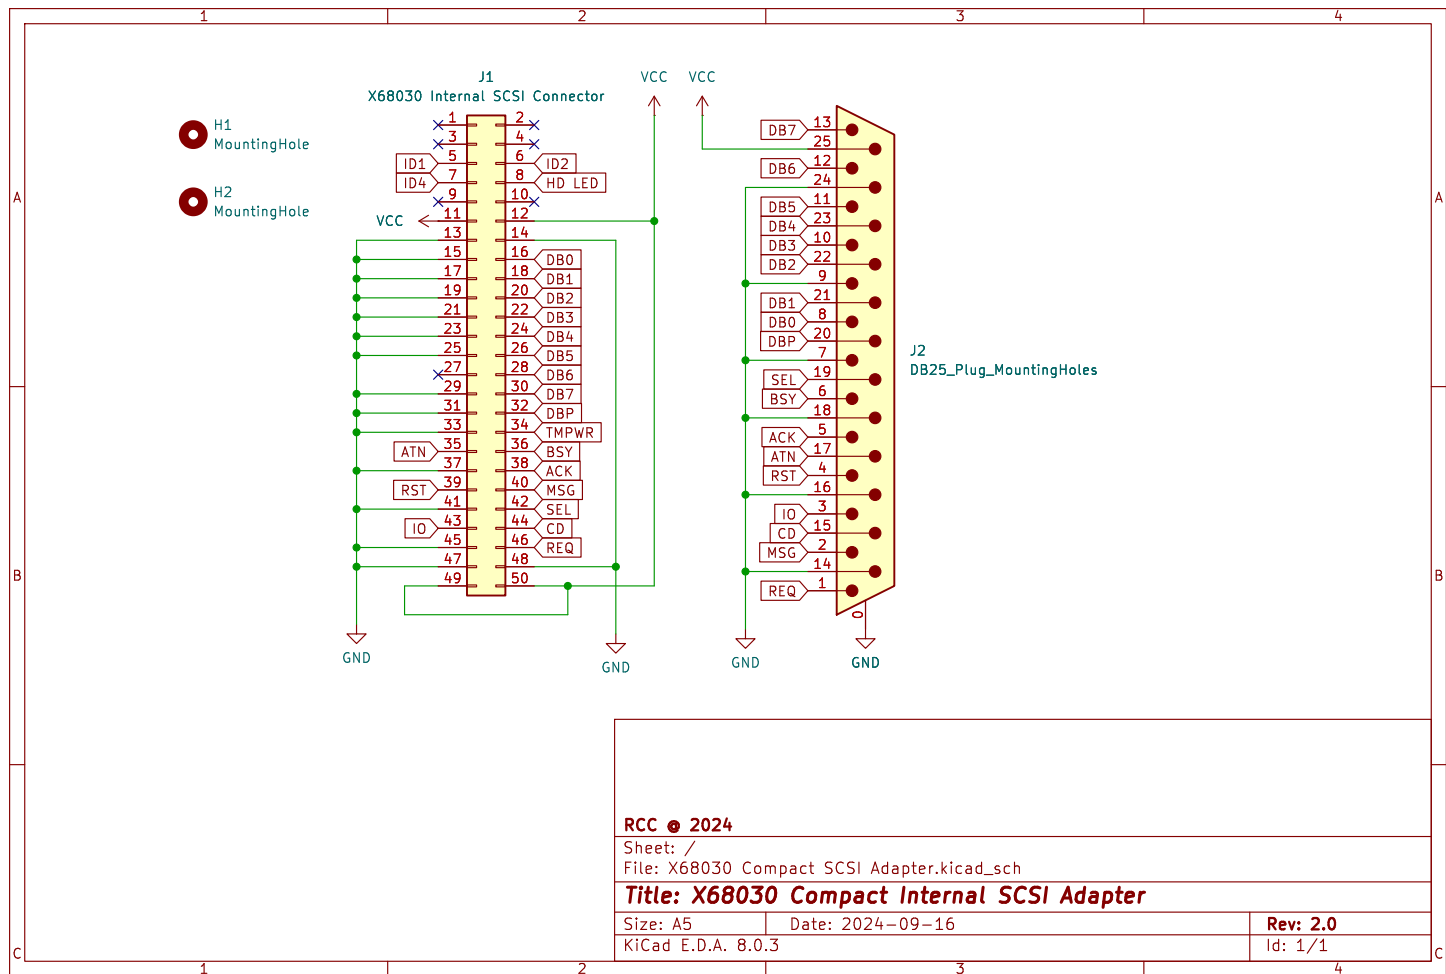 1 2 3 4
J1
X68030 Internal SCSI Connector
VCC VCC
H1
MountingHole
H2
MountingHole
A A
1 2
3 4
ID1 5 6 ID2
ID4 7 8 HD LED
9 10
VCC 11 12
13 14
15 16 DB0
17 18 DB1
19 20 DB2
21 22 DB3
23 24 DB4
25 26 DB5
27 28 DB6
29 30 DB7
31 32 DBP
33 34 TMPWR
ATN 35 36 BSY
37 38 ACK
RST 39 40 MSG
41 42 SEL
IO 43 44 CD
45 46 REQ
47 48
49 50
GND
GND
DB7 13
25
DB6 12
24
DB5 11
DB4 23
DB3 10
DB2 22
9
DB1 21
DB0 8
DBP 20
7
SEL 19
BSY 6
18
ACK 5
ATN 17
RST 4
16
IO 3
CD 15
MSG 2
14
REQ 1
0
GND GND
J2
DB25_Plug_MountingHoles
B B
RCC @ 2024
Sheet: /
File: X68030 Compact SCSI Adapter.kicad_sch
Title: X68030 Compact Internal SCSI Adapter
Size: A5 Date: 2024-09-16 Rev: 2.0
KiCad E.D.A. 8.0.3 Id: 1/1
C C
1 2 3 4